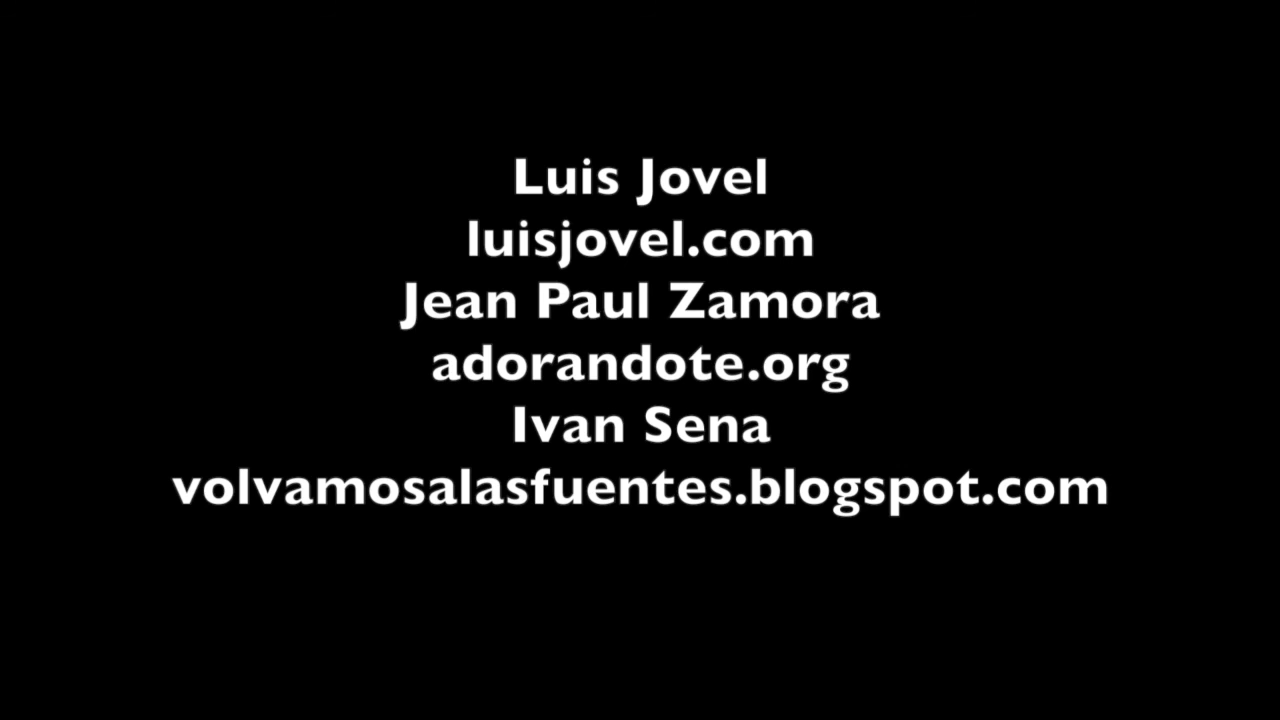 Luis Jovel
luisjovel.com
Jean Paul Zamora
adorandote.org
Ivan Sena
volvamosalasfuentes.blogspot.com